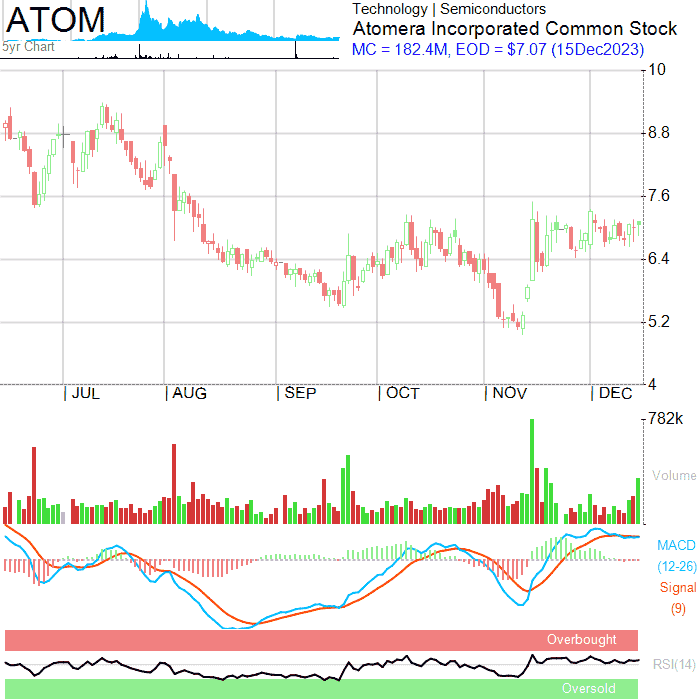 ATOM
5yr Chart
Technology | Semiconductors
Atomera Incorporated Common Stock
MC = 182.4M, EOD = $7.07 (15Dec2023)
10
8.8
7.6
6.4
5.2
4
JUL
AUG
SEP
OCT
NOV
DEC
782k
Volume
MACD
(12-26)
Signal
(9)
Overbought
RSI(14)
Oversold